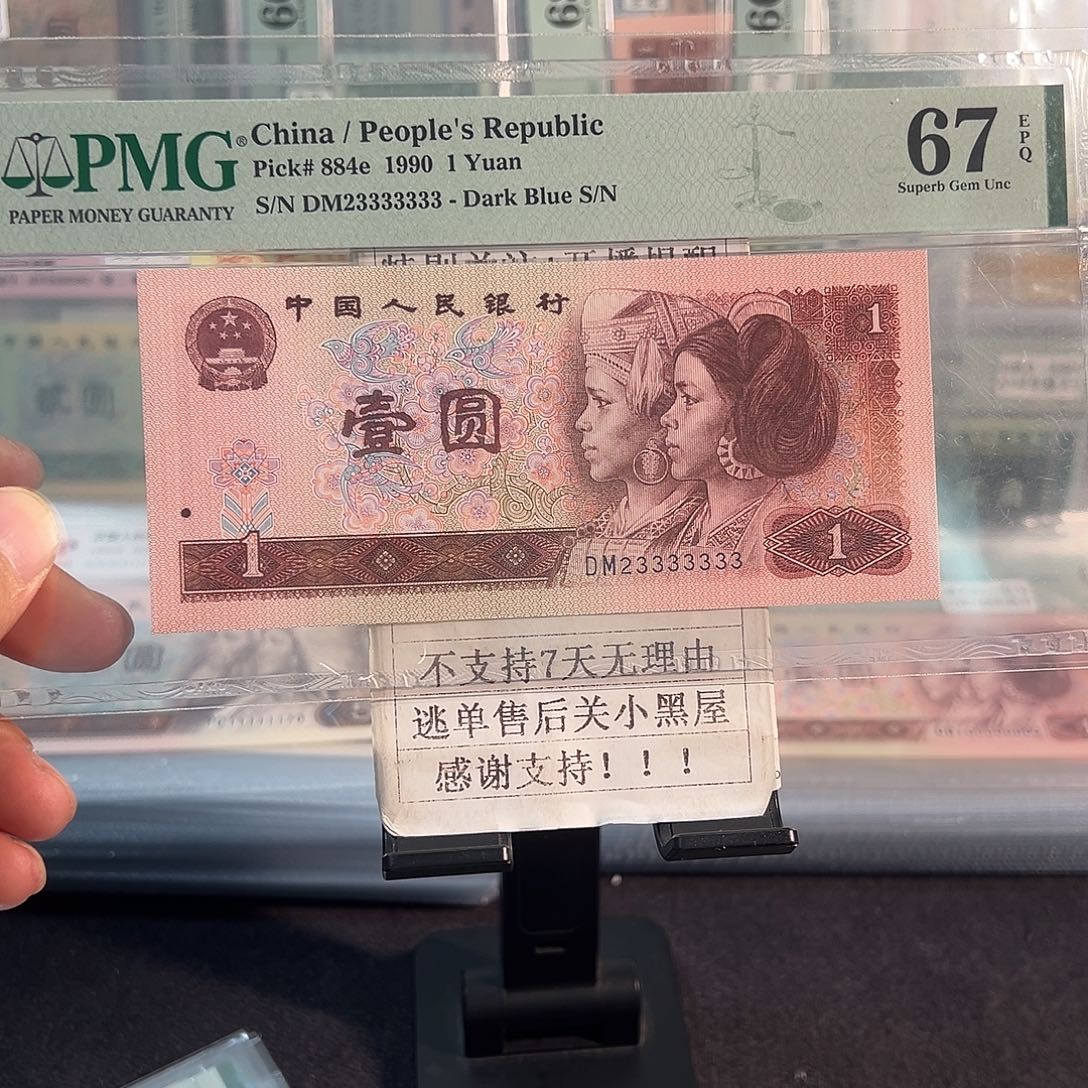 PMG®
PAPER MONEY GUARANTY
China / People's Republic
Pick# 884e 1990 1 Yuan
S/N DM23333333 - Dark Blue S/N
67
EPQ
Superb Gem Unc
中国人民银行
1
壹圆
1
DM23333333
1
不支持7天无理由
逃单售后关小黑屋
感谢支持！！！